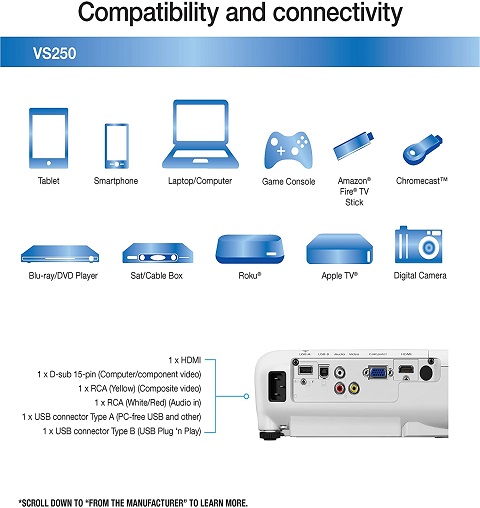 Compatibility and connectivity
VS250
Tablet
Smartphone
Laptop/Computer
Game Console
Amazon®
Fire® TV
Stick
Chromecast™
Blu-ray/DVD Player
Sat/Cable Box
Roku®
Apple TV®
Digital Camera
1 x HDMI
1 x D-sub 15-pin (Computer/component video)
1 x RCA (Yellow) (Composite video)
1 x RCA (White/Red) (Audio in)
1 x USB connector Type A (PC-free USB and other)
1 x USB connector Type B (USB Plug 'n Play)
USB-A USB-B Audio Video Computer HDMI
*SCROLL DOWN TO "FROM THE MANUFACTURER" TO LEARN MORE.